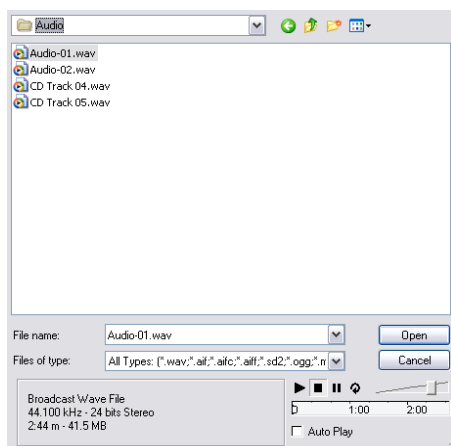 Audio
Audio-01.wav
Audio-02.wav
CD Track 04.wav
CD Track 05.wav
File name:
Audio-01.wav
Open
Files of type:
All Types: (*.wav;*.aif;*.aifc;*.aiff;*.sd2;*.ogg;*.m
Cancel
Broadcast Wave File
44.100 kHz - 24 bits Stereo
2:44 m - 41.5 MB
1:00 2:00
Auto Play